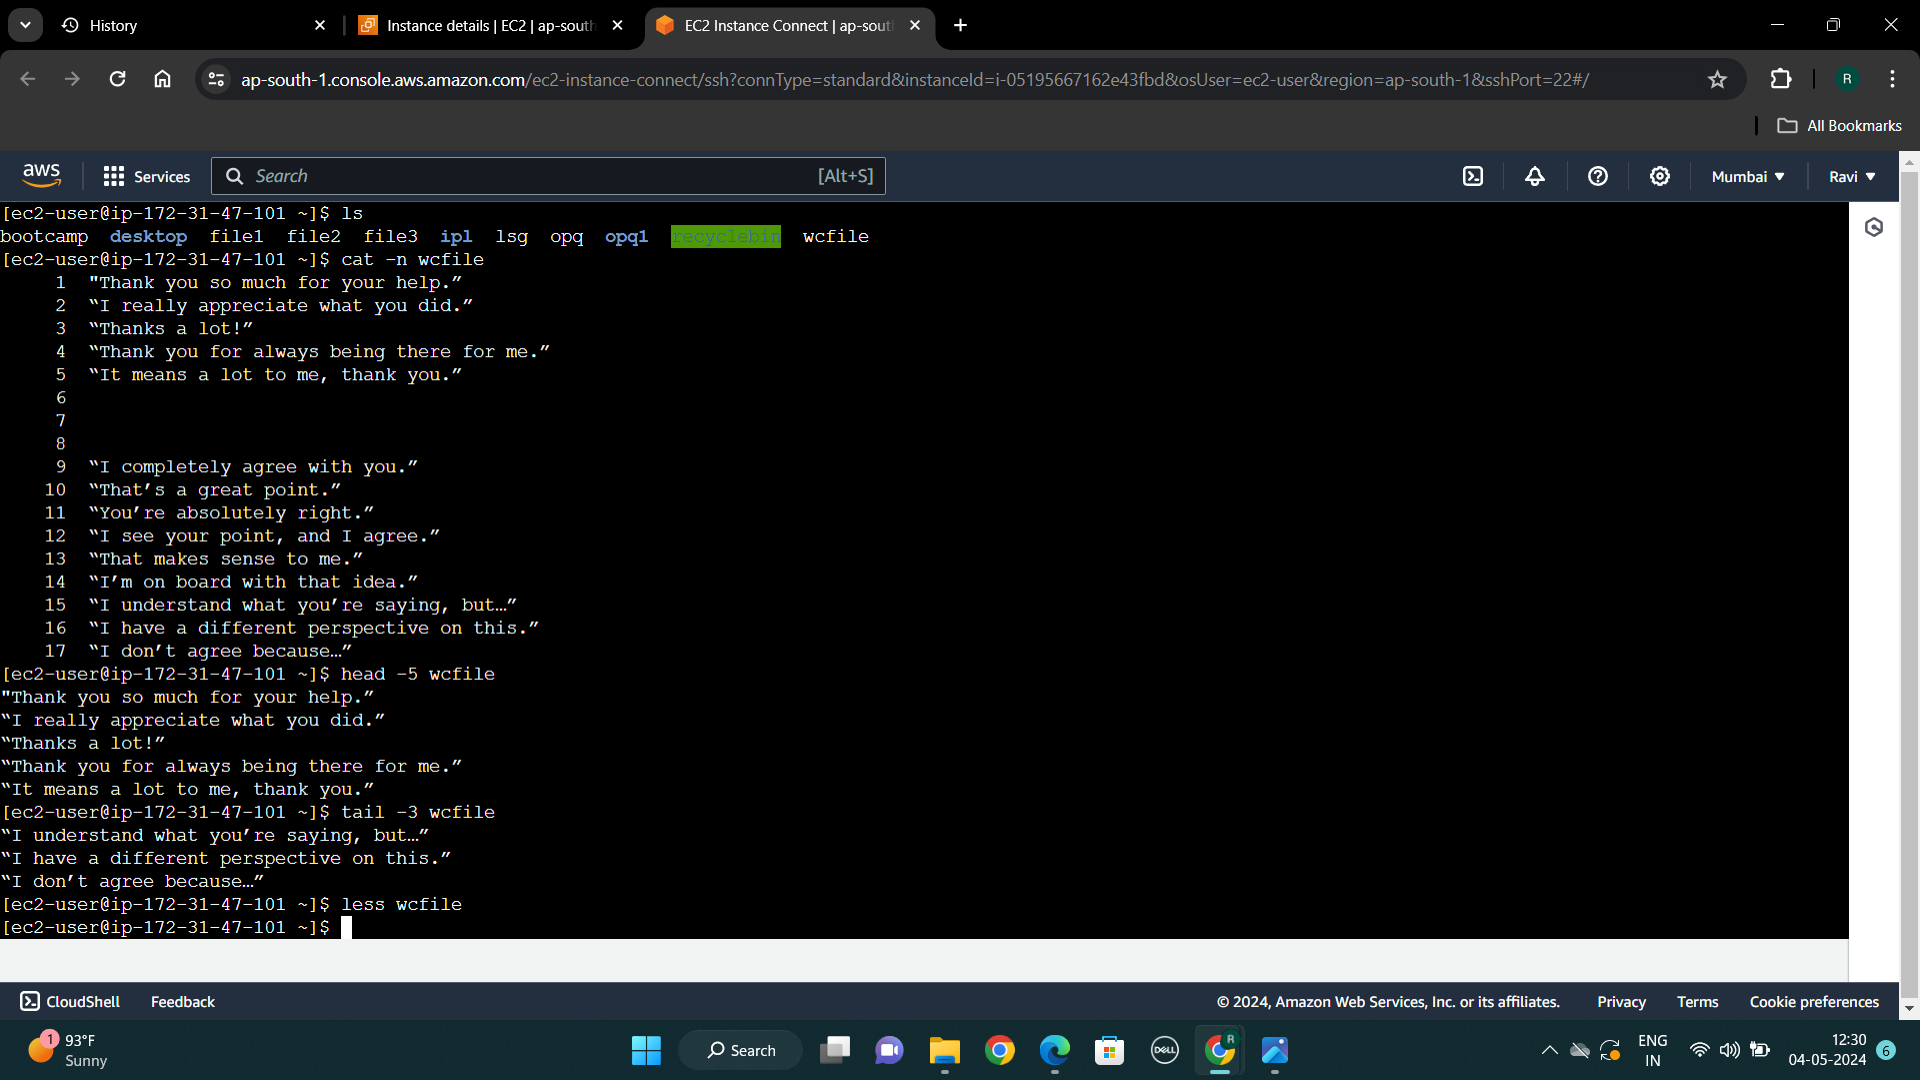 History
Instance details | EC2 | ap-south
EC2 Instance Connect | ap-sout
ap-south-1.console.aws.amazon.com/ec2-instance-connect/ssh?connType=standard&instanceId=i-05195667162e43fbd&osUser=ec2-user&region=ap-south-1&sshPort=22#/
R
All Bookmarks
aws
Services
Search
[Alt+S]
Mumbai
Ravi
[ec2-user@ip-172-31-47-101 ~]$ ls
bootcamp desktop file1 file2 file3 ipl lsg opq opq1 recyclebin wcfile
[ec2-user@ip-172-31-47-101 ~]$ cat -n wcfile
1 "Thank you so much for your help.”
2 “I really appreciate what you did.”
3 “Thanks a lot!”
4 “Thank you for always being there for me.”
5 “It means a lot to me, thank you.”
6
7
8
9 “I completely agree with you.”
10 “That’s a great point.”
11 “You’re absolutely right.”
12 “I see your point, and I agree.”
13 “That makes sense to me.”
14 “I’m on board with that idea.”
15 “I understand what you’re saying, but…”
16 “I have a different perspective on this.”
17 “I don’t agree because…”
[ec2-user@ip-172-31-47-101 ~]$ head -5 wcfile
"Thank you so much for your help.”
“I really appreciate what you did.”
“Thanks a lot!”
“Thank you for always being there for me.”
“It means a lot to me, thank you.”
[ec2-user@ip-172-31-47-101 ~]$ tail -3 wcfile
“I understand what you’re saying, but…”
“I have a different perspective on this.”
“I don’t agree because…”
[ec2-user@ip-172-31-47-101 ~]$ less wcfile
[ec2-user@ip-172-31-47-101 ~]$
CloudShell
Feedback
© 2024, Amazon Web Services, Inc. or its affiliates.
Privacy
Terms
Cookie preferences
1
93°F
Sunny
Search
DELL
R
ENG
IN
12:30
04-05-2024
6